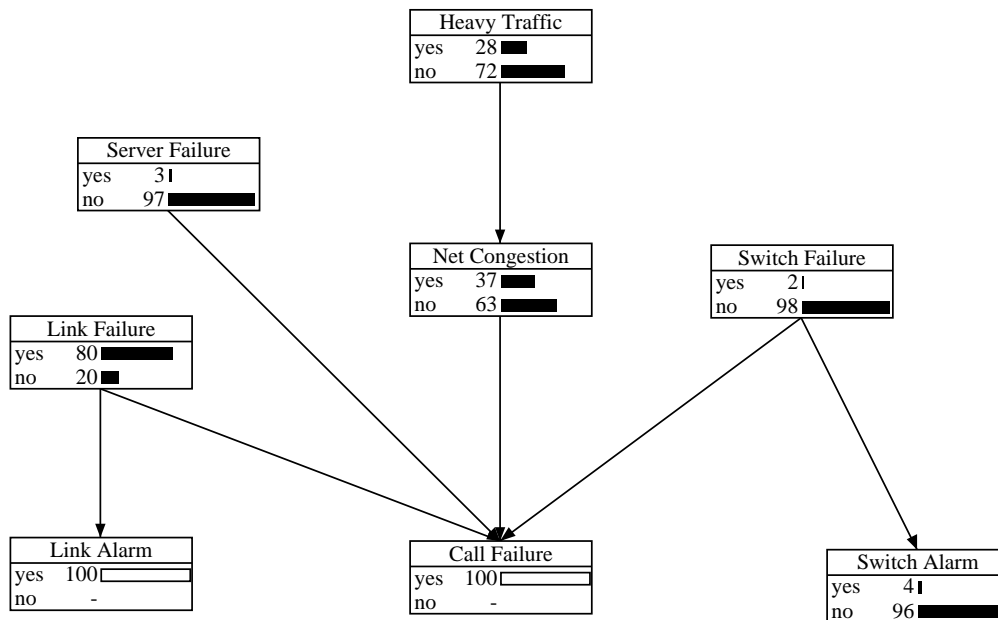 Heavy Traffic
yes 28
no 72
Server Failure
yes 3
no 97
Net Congestion
yes 37
no 63
Switch Failure
yes 2
no 98
Link Failure
yes 80
no 20
Link Alarm
yes 100
no -
Call Failure
yes 100
no -
Switch Alarm
yes 4
no 96